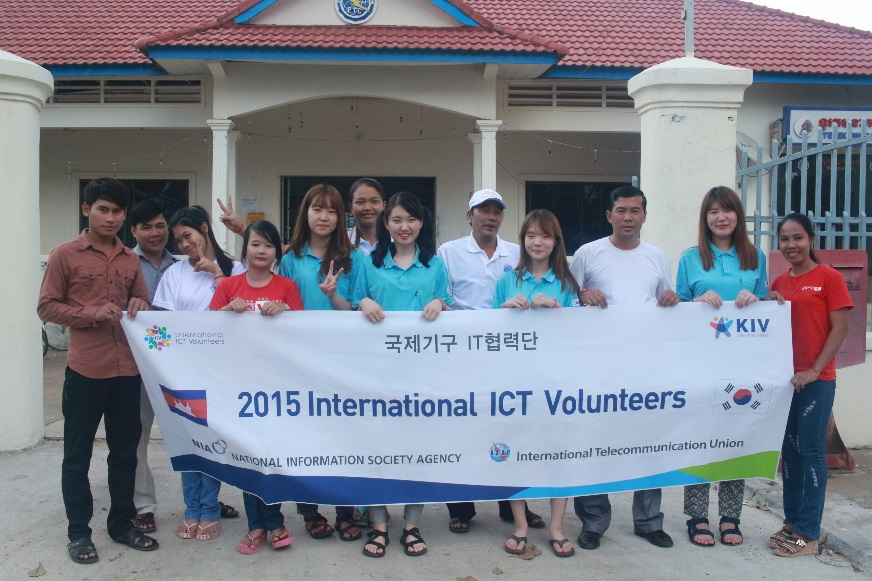 International
ICT Volunteers
KIV
국제기구 IT협력단
2015 International ICT Volunteers
NIA
NATIONAL INFORMATION SOCIETY AGENCY
ITU
International Telecommunication Union